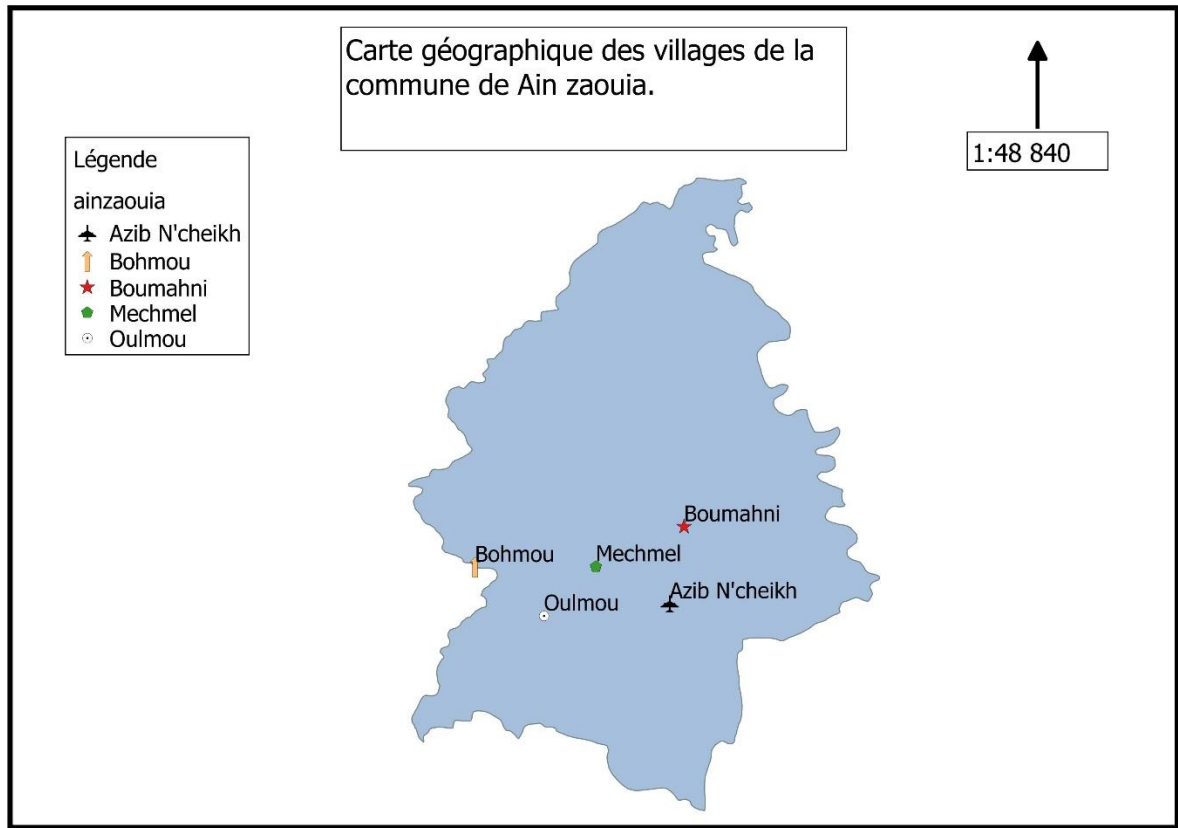 Carte géographique des villages de la
commune de Ain zaouia.
1:48 840
Légende
ainzaouia
Azib N'cheikh
Bohmou
Boumahni
Mechmel
Oulmou
Boumahni
Bohmou
Mechmel
Azib N'cheikh
Oulmou